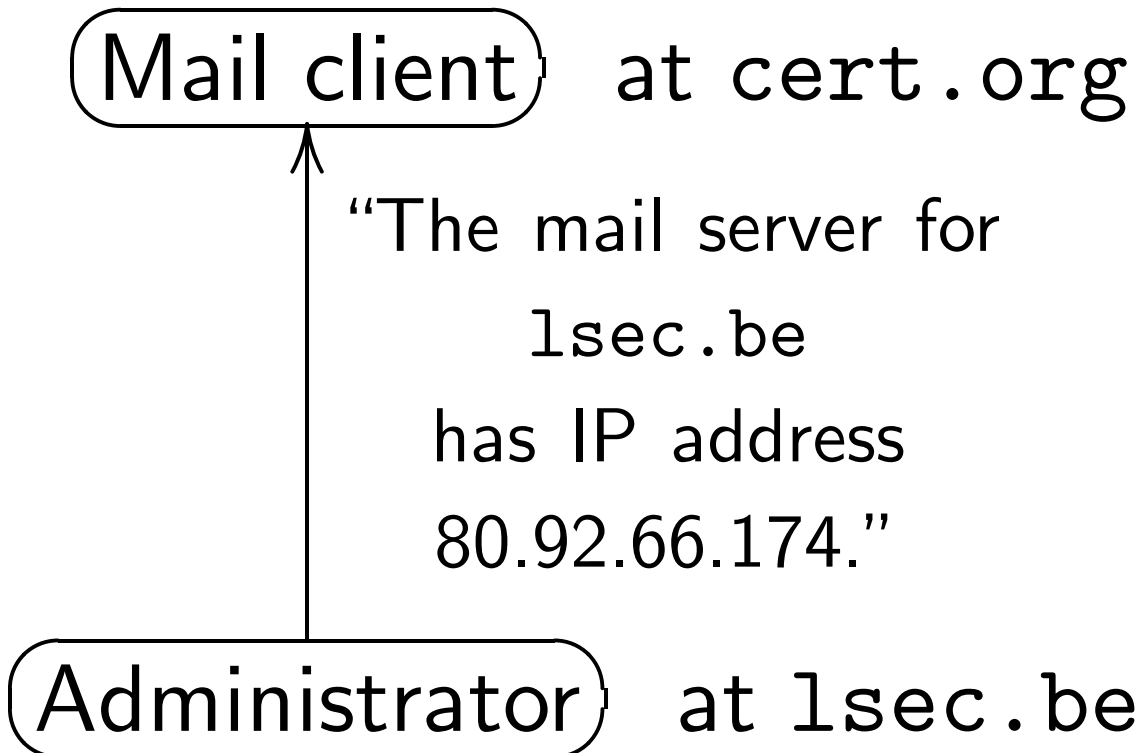 Mail client at cert.org
“The mail server for
lsec.be
has IP address
80.92.66.174.”
Administrator at lsec.be